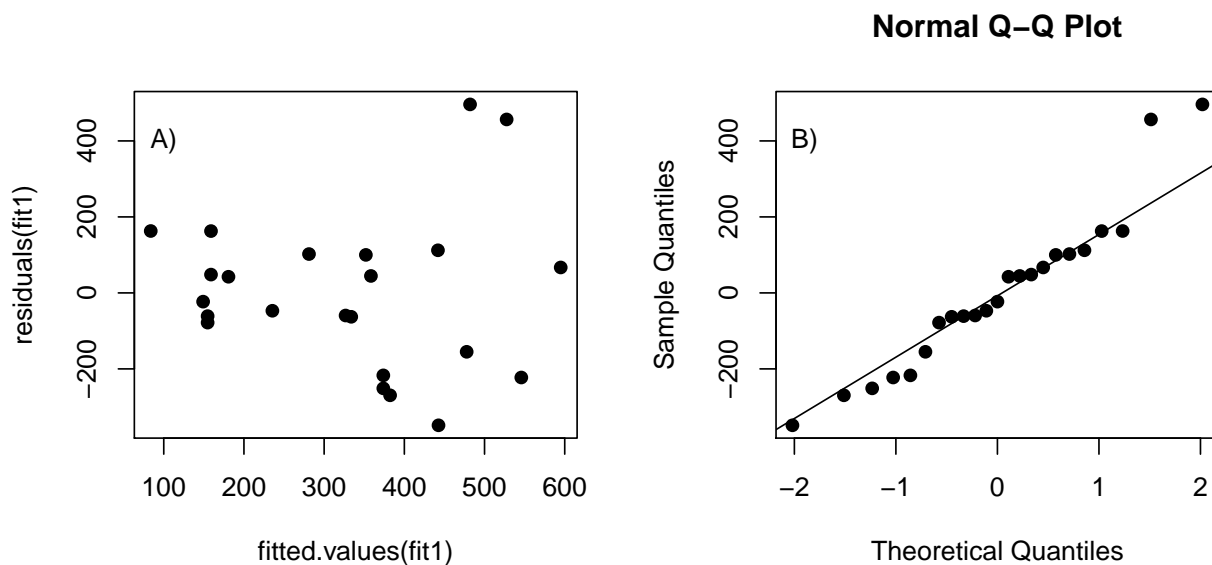 A)
residuals(fit1)
400
200
0
−200
100 200 300 400 500 600
fitted.values(fit1)
Normal Q−Q Plot
B)
Sample Quantiles
400
200
0
−200
−2 −1 0 1 2
Theoretical Quantiles